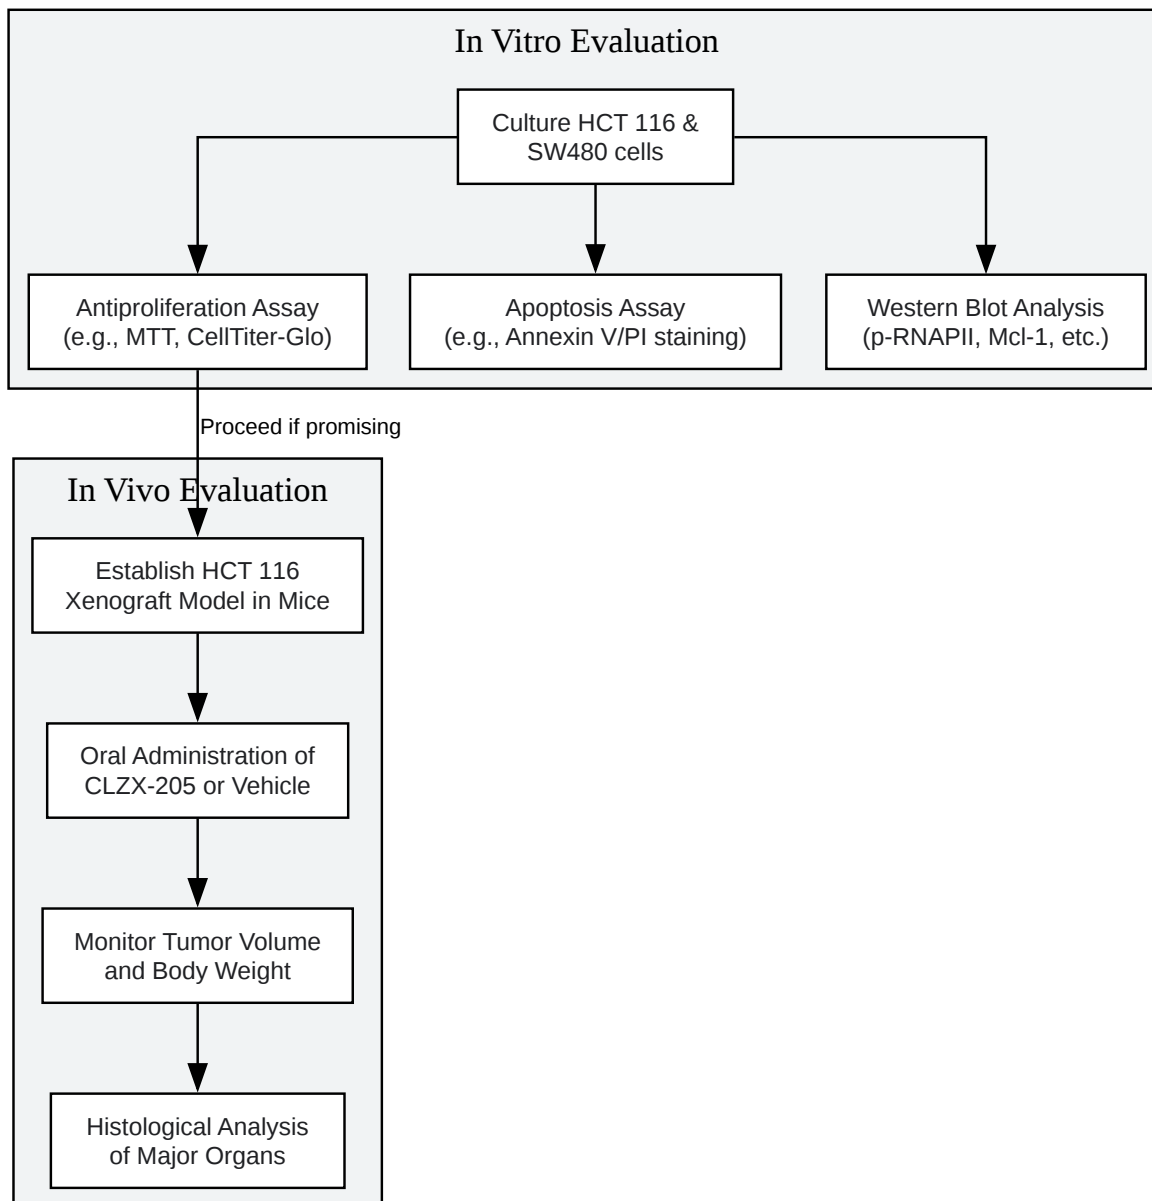 In Vitro Evaluation
Culture HCT 116 &
SW480 cells
Antiproliferation Assay
(e.g., MTT, CellTiter-Glo)
Apoptosis Assay
(e.g., Annexin V/PI staining)
Western Blot Analysis
(p-RNAPII, Mcl-1, etc.)
Proceed if promising
In Vivo Evaluation
Establish HCT 116
Xenograft Model in Mice
Oral Administration of
CLZX-205 or Vehicle
Monitor Tumor Volume
and Body Weight
Histological Analysis
of Major Organs